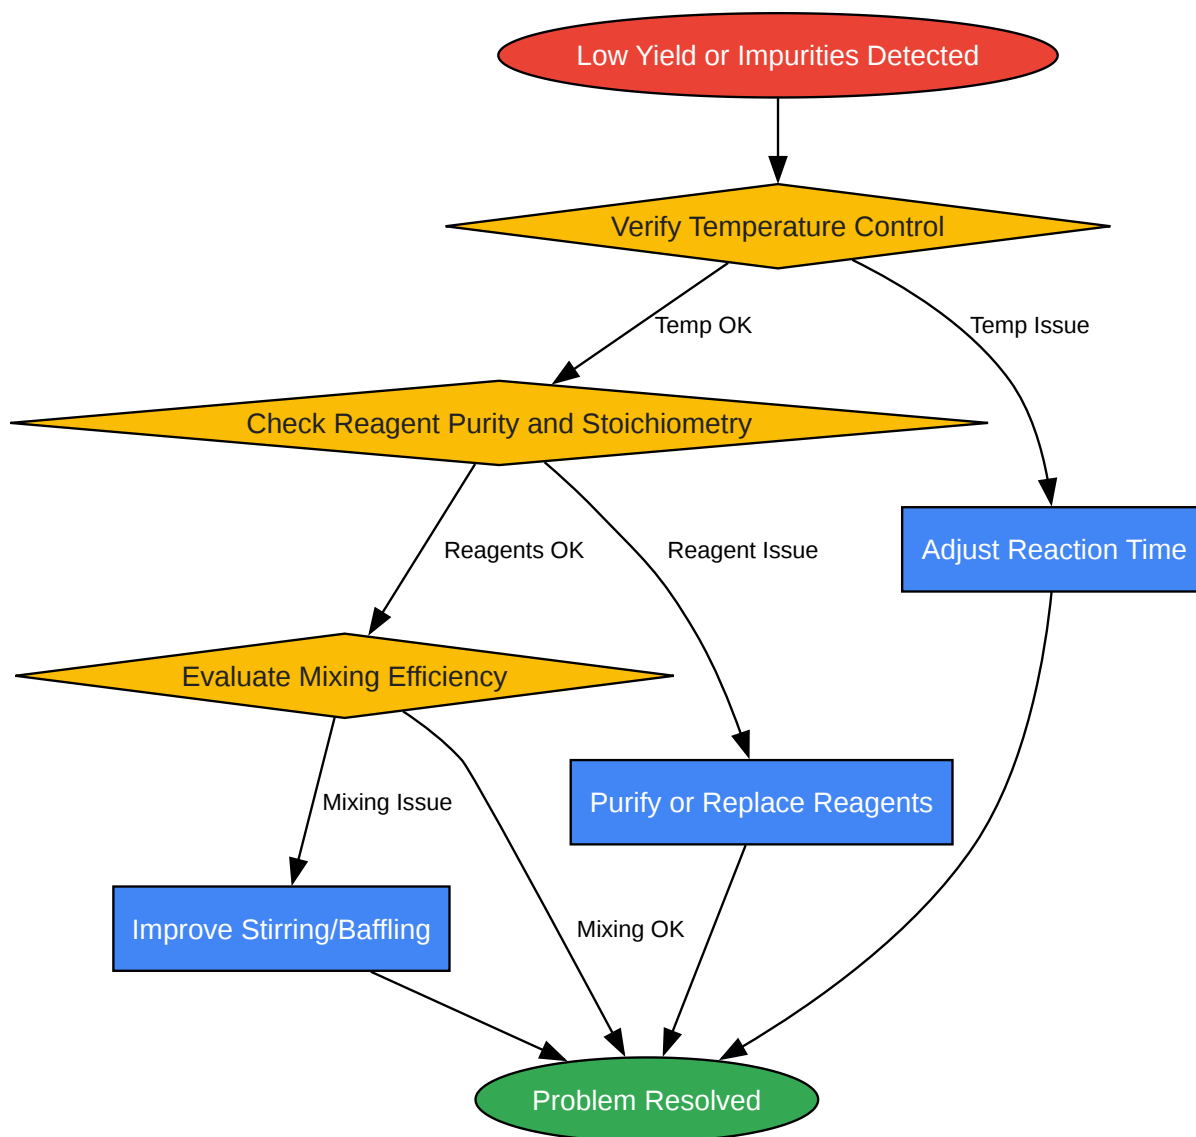 Low Yield or Impurities Detected
Verify Temperature Control
Temp OK
Temp Issue
Check Reagent Purity and Stoichiometry
Reagents OK
Reagent Issue
Adjust Reaction Time
Evaluate Mixing Efficiency
Mixing Issue
Purify or Replace Reagents
Improve Stirring/Baffling
Mixing OK
Problem Resolved